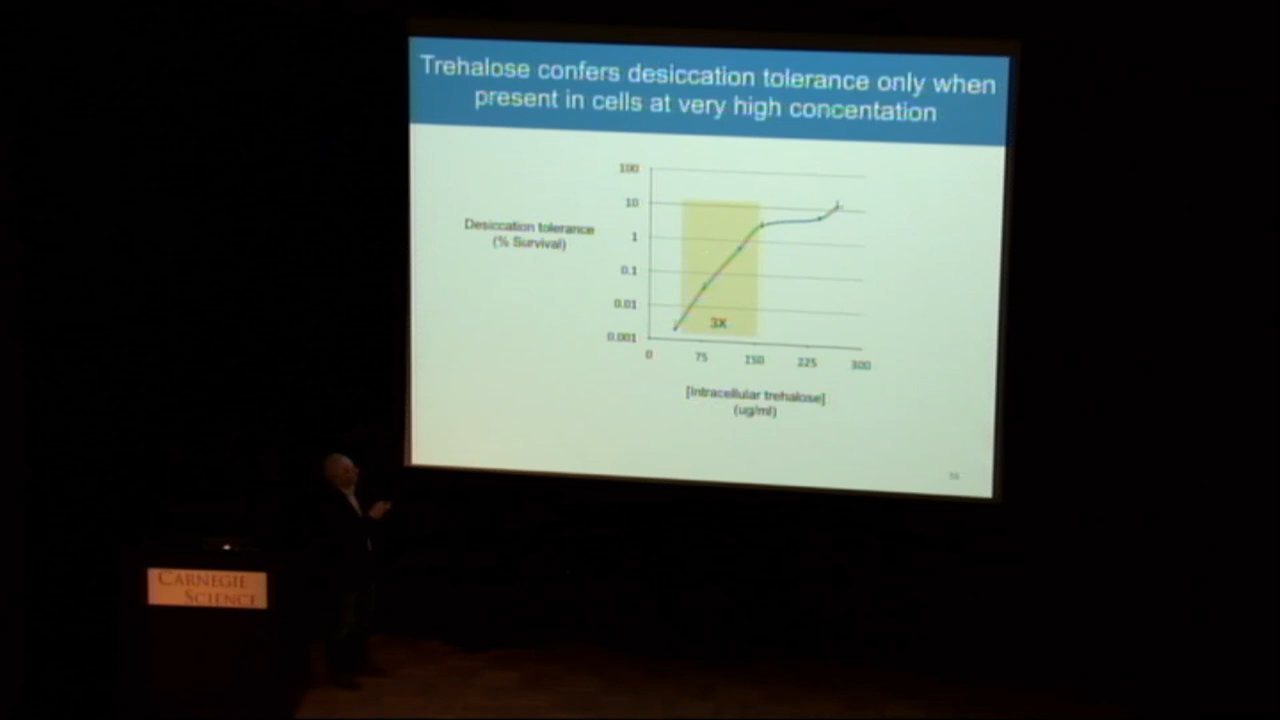 Trehalose confers desiccation tolerance only when
present in cells at very high concentation
100
10
1
0.1
0.01
0.001
Desiccation tolerance
(% Survival)
3X
0
75
150
225
300
[Intracellular trehalose]
(ug/ml)
CARNEGIE
SCIENCE